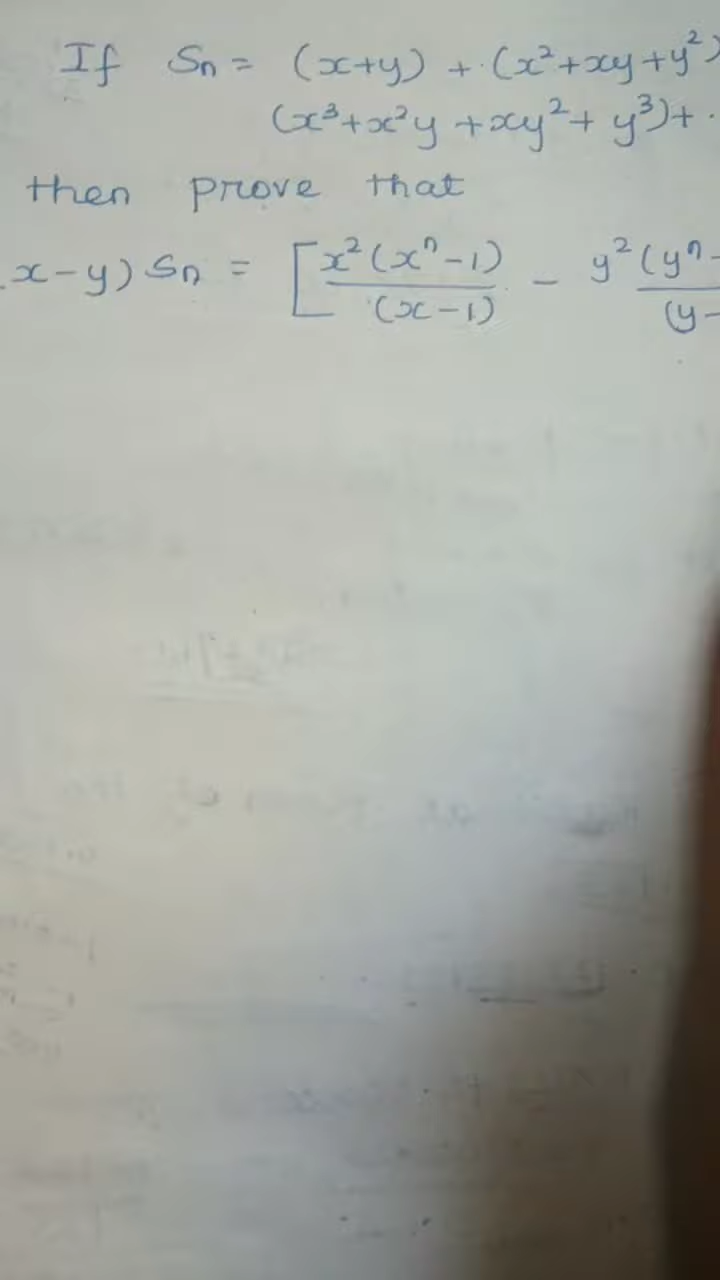 If Sn = (x+y) + (x²+xy+y²)
(x³+x²y+xy²+y³)+.
then prove that
x-y) Sn = [x²(xⁿ-1)/(x-1) - y²(yⁿ-/(y-